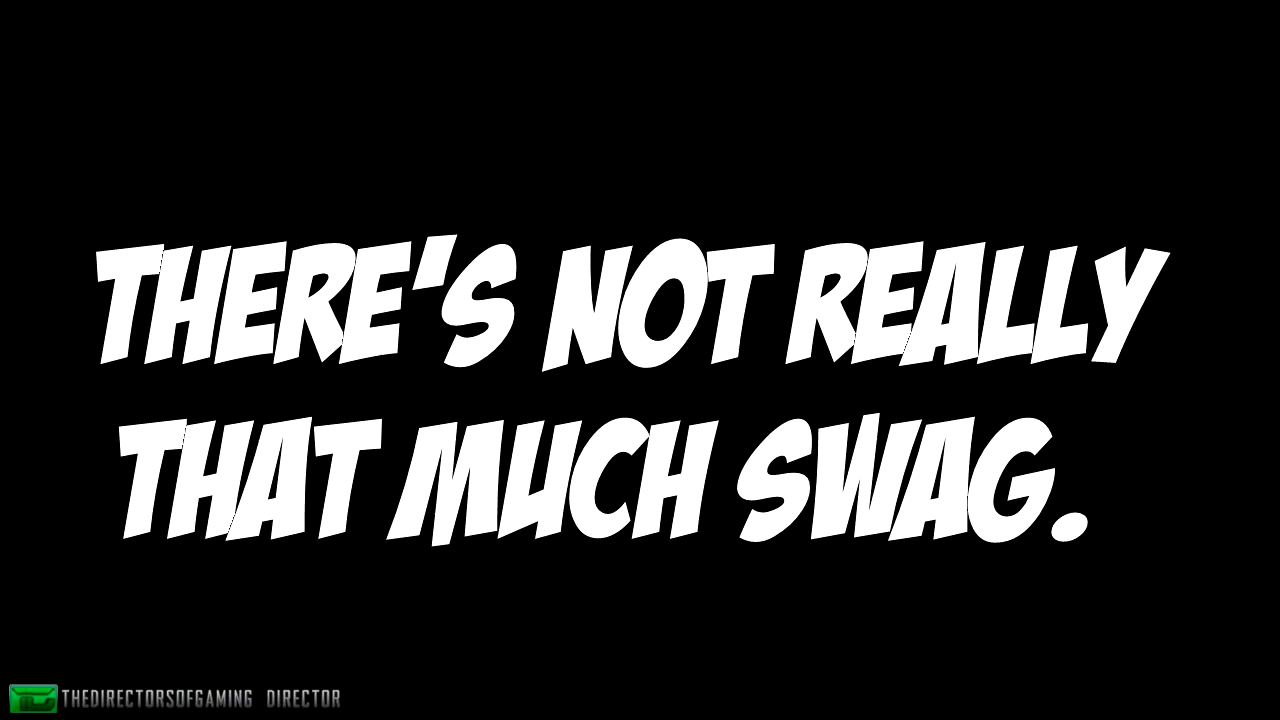 THERE'S NOT REALLY
THAT MUCH SWAG.
THEDIRECTORSOFGAMING DIRECTOR